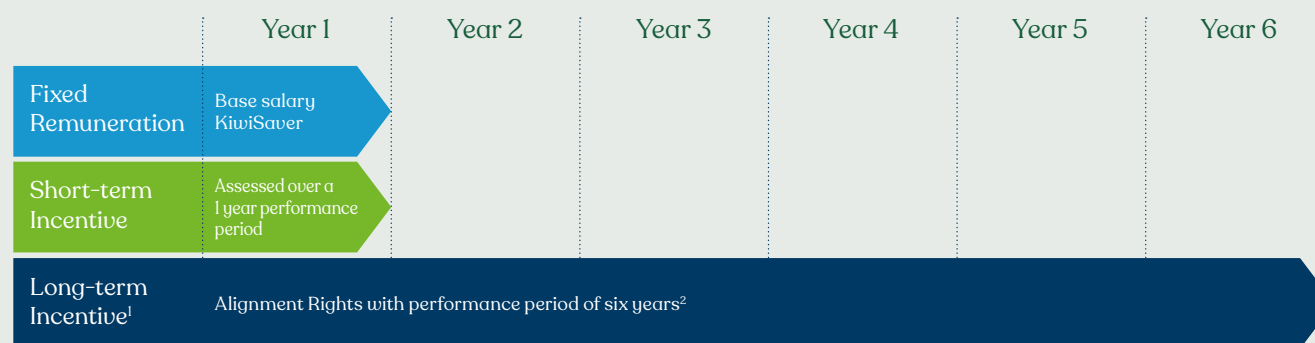 Year 1 Year 2 Year 3 Year 4 Year 5 Year 6
Fixed
Remuneration
Base salary
KiwiSaver
Short-term
Incentive
Assessed over a
1 year performance
period
Long-term
Incentive¹
Alignment Rights with performance period of six years²